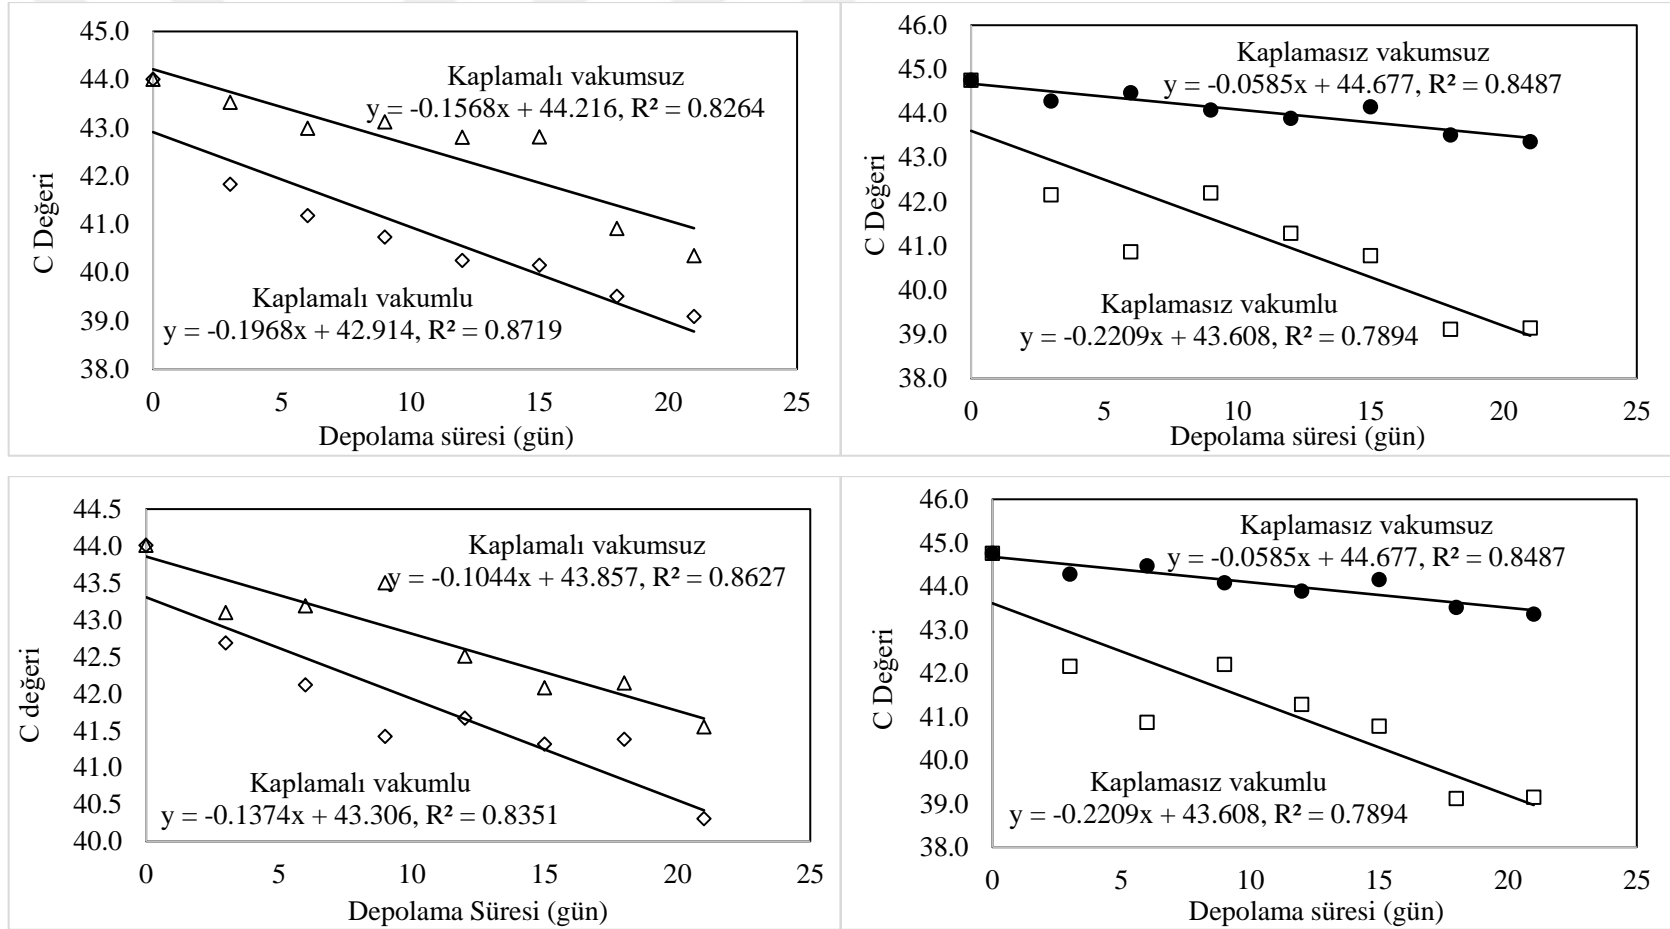 45.0
44.0
43.0
42.0
41.0
40.0
39.0
38.0
C Değeri
Kaplamalı vakumsuz
y = -0.1568x + 44.216, R² = 0.8264
Kaplamalı vakumlu
y = -0.1968x + 42.914, R² = 0.8719
0 5 10 15 20 25
Depolama süresi (gün)
46.0
45.0
44.0
43.0
42.0
41.0
40.0
39.0
38.0
C Değeri
Kaplamasız vakumsuz
y = -0.0585x + 44.677, R² = 0.8487
Kaplamasız vakumlu
y = -0.2209x + 43.608, R² = 0.7894
0 5 10 15 20 25
Depolama süresi (gün)
44.5
44.0
43.5
43.0
42.5
42.0
41.5
41.0
40.5
40.0
C değeri
Kaplamalı vakumsuz
y = -0.1044x + 43.857, R² = 0.8627
Kaplamalı vakumlu
y = -0.1374x + 43.306, R² = 0.8351
0 5 10 15 20 25
Depolama Süresi (gün)
46.0
45.0
44.0
43.0
42.0
41.0
40.0
39.0
38.0
C Değeri
Kaplamasız vakumsuz
y = -0.0585x + 44.677, R² = 0.8487
Kaplamasız vakumlu
y = -0.2209x + 43.608, R² = 0.7894
0 5 10 15 20 25
Depolama süresi (gün)